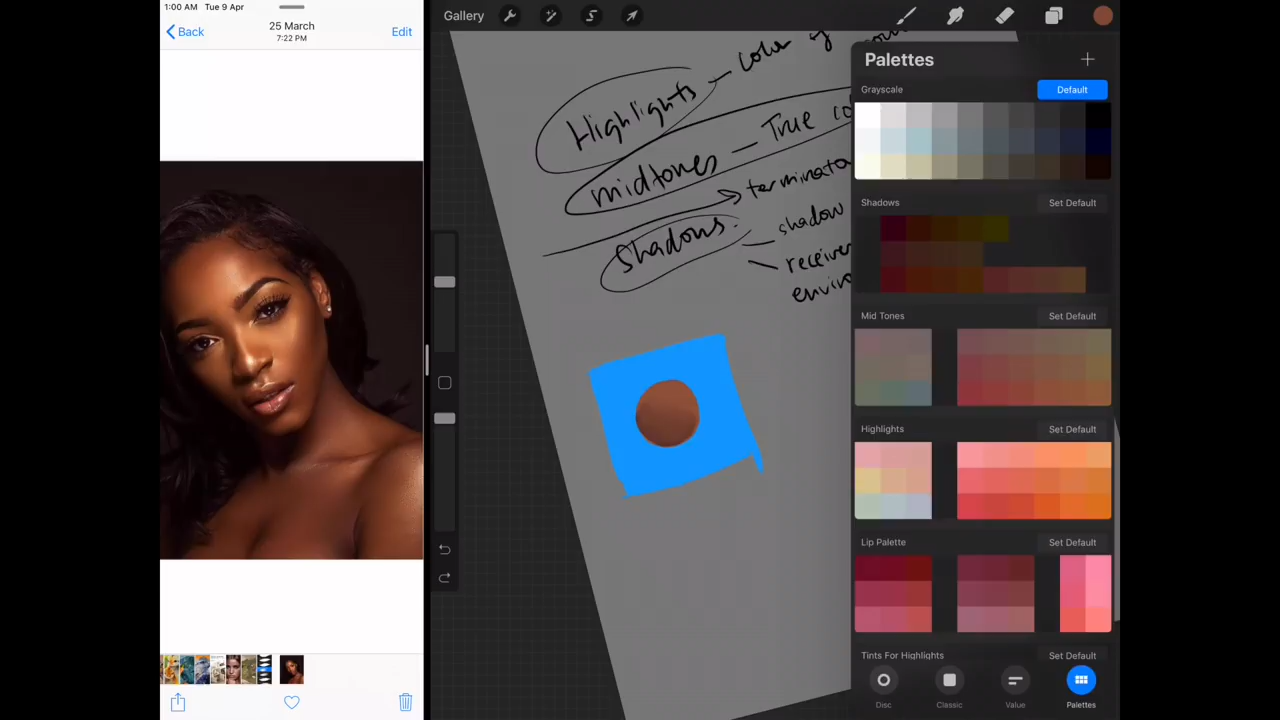 1:00 AM Tue 9 Apr
25 March
7:22 PM
Back
Edit
Gallery
Highlights – color of
midtones – True co
→ terminato
Shadows.
shadow
receive
enviro
Palettes
Grayscale
Default
Shadows
Set Default
Mid Tones
Set Default
Highlights
Set Default
Lip Palette
Set Default
Tints For Highlights
Set Default
Disc
Classic
Value
Palettes